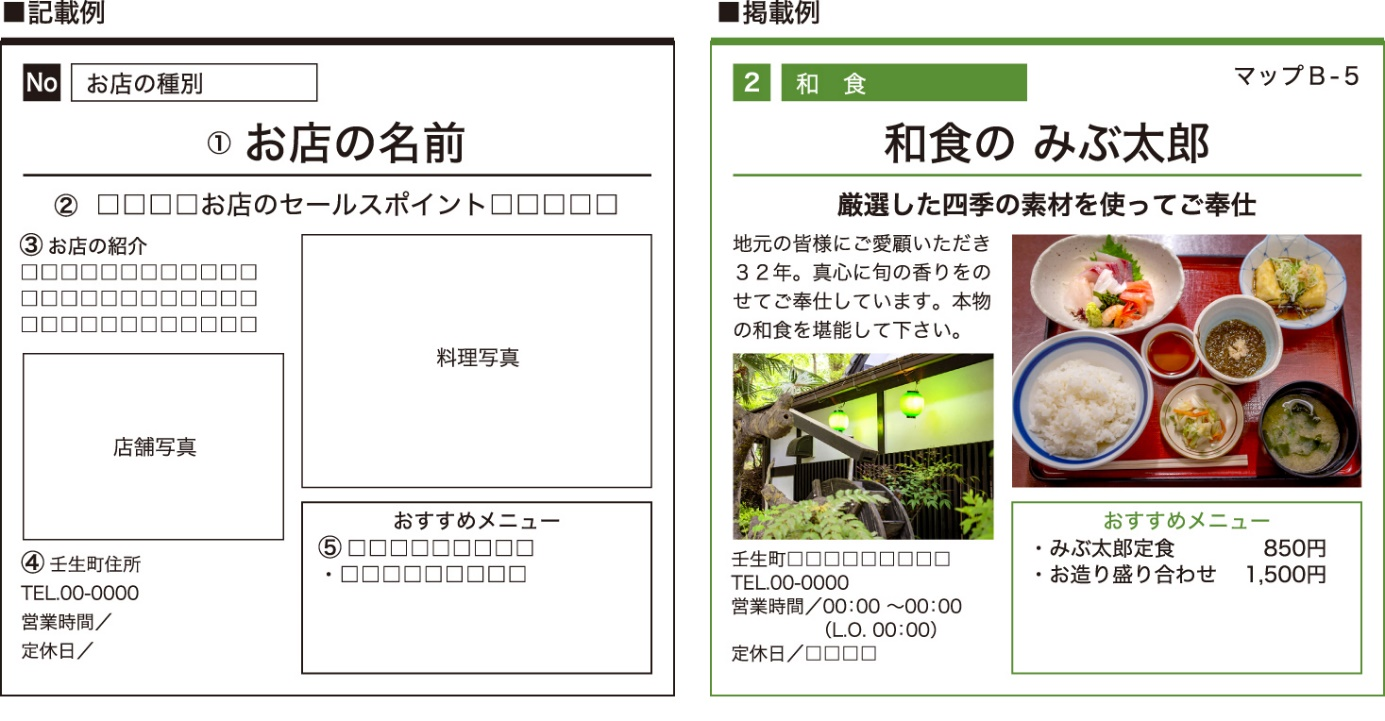 ■記載例
No お店の種別
① お店の名前
② □□□□お店のセールスポイント□□□□□
③ お店の紹介
□□□□□□□□□□□□
□□□□□□□□□□□□
□□□□□□□□□□□□
料理写真
店舗写真
④ 壬生町住所
TEL.00-0000
営業時間／
定休日／
おすすめメニュー
⑤ □□□□□□□□□
・□□□□□□□□□
■掲載例
2 和　食
マップB-5
和食の みぶ太郎
厳選した四季の素材を使ってご奉仕
地元の皆様にご愛顧いただき
３２年。真心に旬の香りをの
せてご奉仕しています。本物
の和食を堪能して下さい。
壬生町□□□□□□□□□
TEL.00-0000
営業時間／00:00 〜00:00
（L.O. 00:00）
定休日／□□□□
おすすめメニュー
・みぶ太郎定食 850円
・お造り盛り合わせ 1,500円